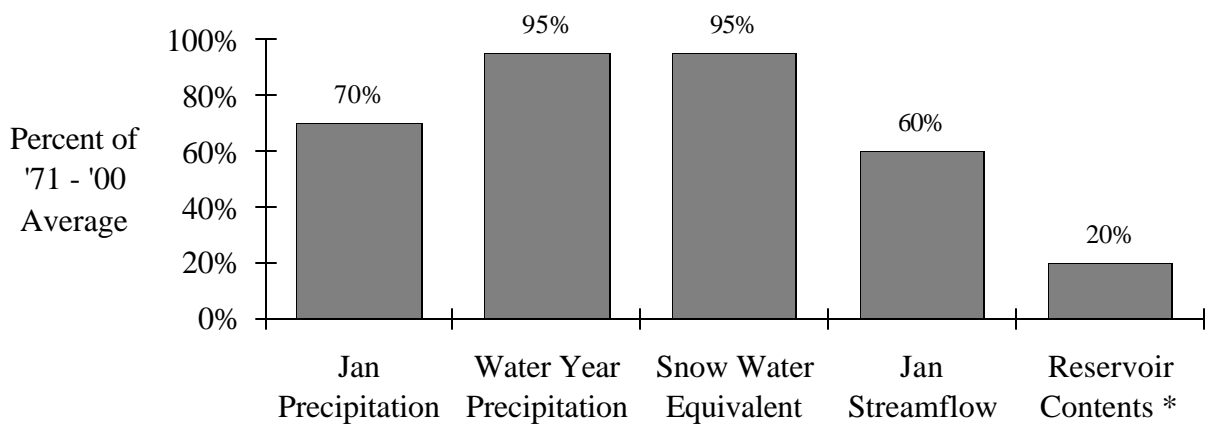 95%
95%
100%
70%
80%
60%
60%
Percent of
'71 - '00
Average
40%
20%
20%
0%
Jan
Precipitation
Water Year
Precipitation
Snow Water
Equivalent
Jan
Streamflow
Reservoir
Contents *